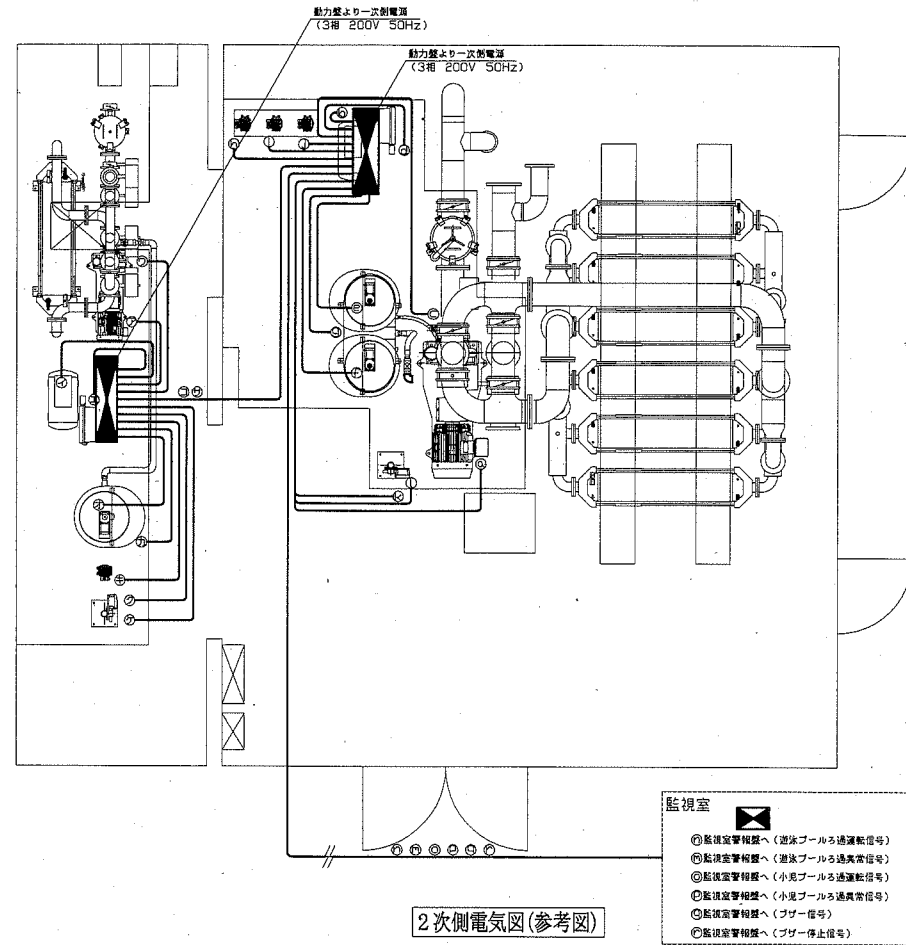 動力盤より一次側電源
(3相 200V 50Hz)
動力盤より一次側電源
(3相 200V 50Hz)
監視室
監視室警報盤へ(遊泳プールろ過運転信号)
監視室警報盤へ(遊泳プールろ過異常信号)
監視室警報盤へ(小児プールろ過運転信号)
監視室警報盤へ(小児プールろ過異常信号)
監視室警報盤へ(ブザー信号)
監視室警報盤へ(ブザー停止信号)
2次側電気図(参考図)